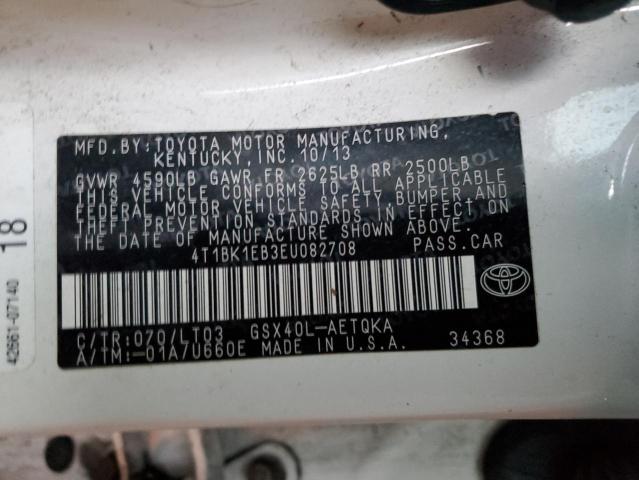 MFD.BY:TOYOTA MOTOR MANUFACTURING,
KENTUCKY,INC.10/13
GVWR 4590LB GAWR FR 2625LB RR 2500LB
THIS VEHICLE CONFORMS TO ALL APPLICABLE
FEDERAL MOTOR VEHICLE SAFETY, BUMPER AND
THEFT PREVENTION STANDARDS IN EFFECT ON
THE DATE OF MANUFACTURE SHOWN ABOVE.
4T1BK1EB3EU082708 PASS.CAR
C/TR:070/LT03 GSX40L-AETQKA
A/TM:-01A/U660E MADE IN U.S.A. 34368
18
42661-07140